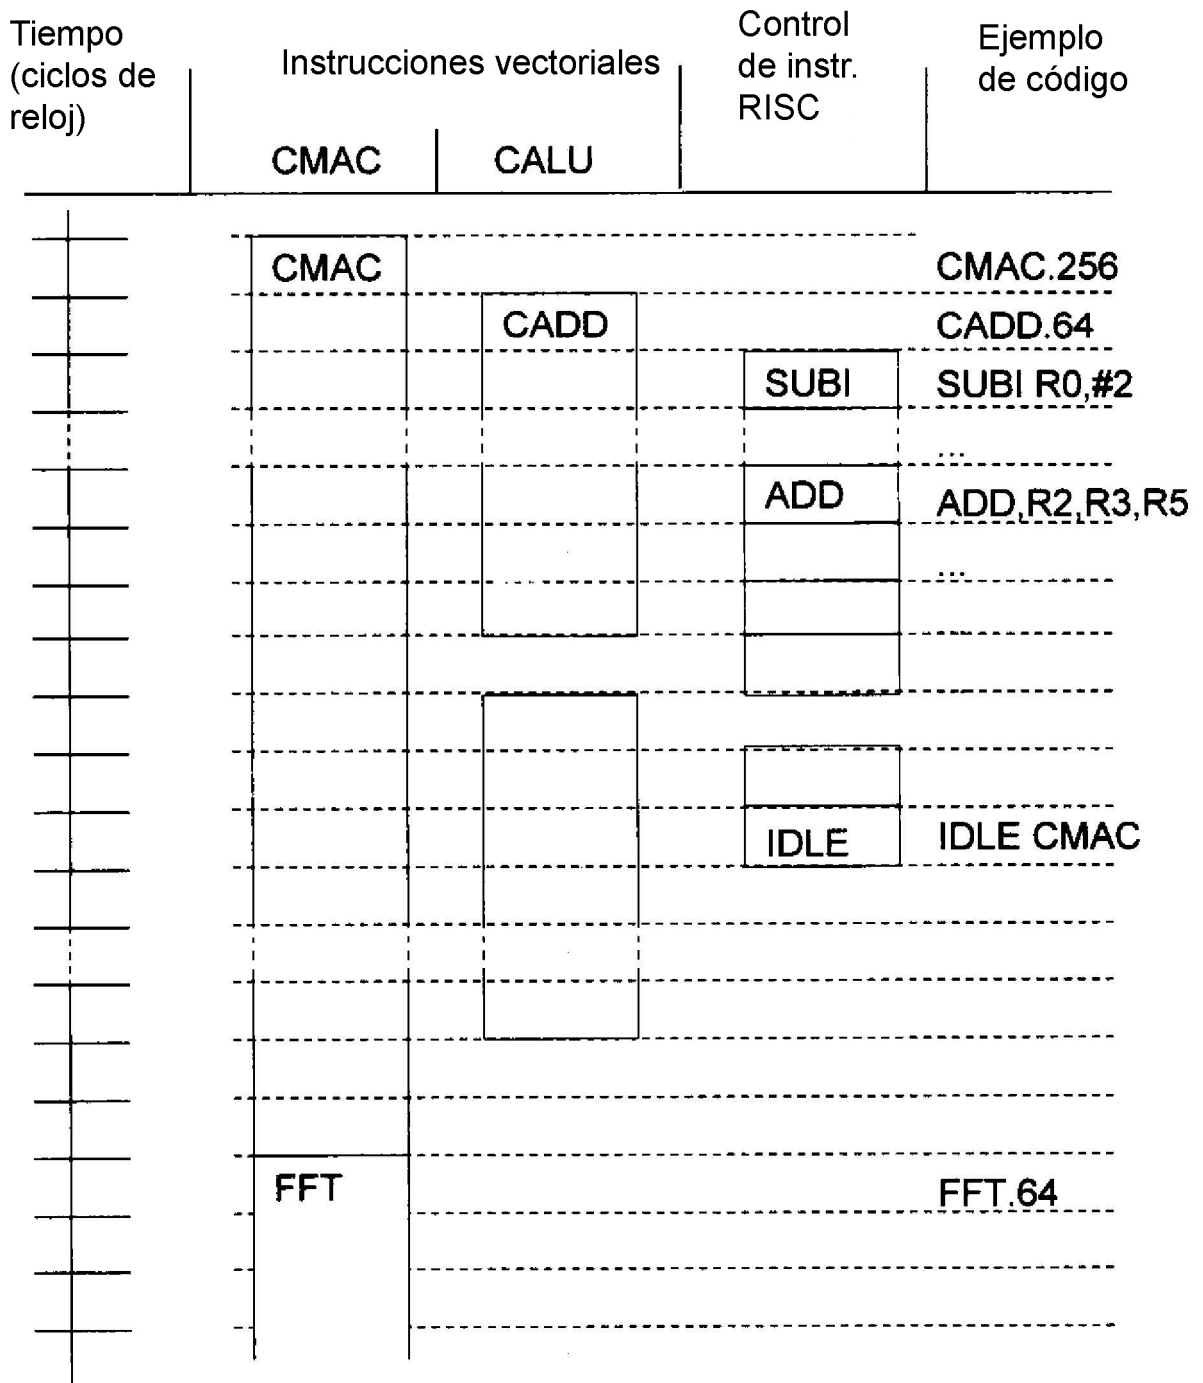 Tiempo
(ciclos de
reloj)
Instrucciones vectoriales
Control
de instr.
RISC
Ejemplo
de código
CMAC
CALU
CMAC
CMAC.256
CADD
CADD.64
SUBI
SUBI R0,#2
...
ADD
ADD,R2,R3,R5
...
IDLE
IDLE CMAC
FFT
FFT.64